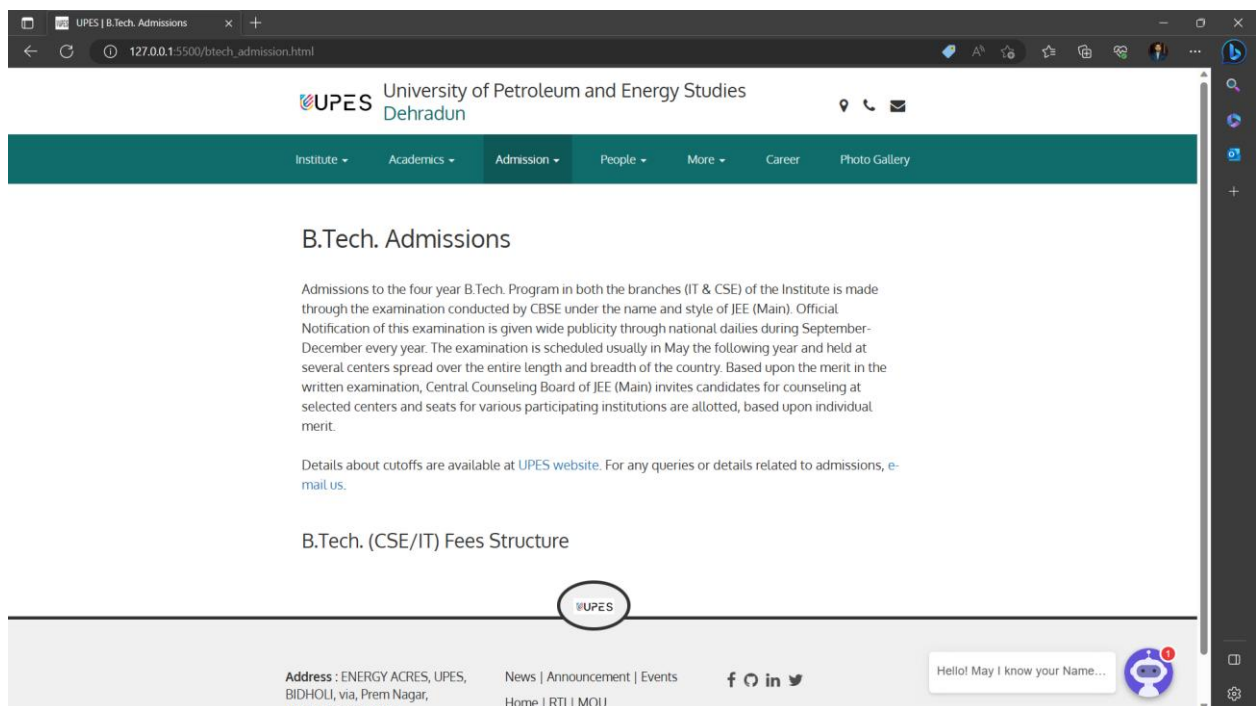 UPES | B.Tech. Admissions
127.0.0.1:5500/btech_admission.html
UPES
University of Petroleum and Energy Studies
Dehradun
Institute
Academics
Admission
People
More
Career
Photo Gallery
B.Tech. Admissions
Admissions to the four year B.Tech. Program in both the branches (IT & CSE) of the Institute is made
through the examination conducted by CBSE under the name and style of JEE (Main). Official
Notification of this examination is given wide publicity through national dailies during September-
December every year. The examination is scheduled usually in May the following year and held at
several centers spread over the entire length and breadth of the country. Based upon the merit in the
written examination, Central Counseling Board of JEE (Main) invites candidates for counseling at
selected centers and seats for various participating institutions are allotted, based upon individual
merit.
Details about cutoffs are available at UPES website. For any queries or details related to admissions, e-
mail us.
B.Tech. (CSE/IT) Fees Structure
UPES
Address : ENERGY ACRES, UPES,
BIDHOLI, via, Prem Nagar,
News | Announcement | Events
Home | RTI | MOU
Hello! May I know your Name...
1